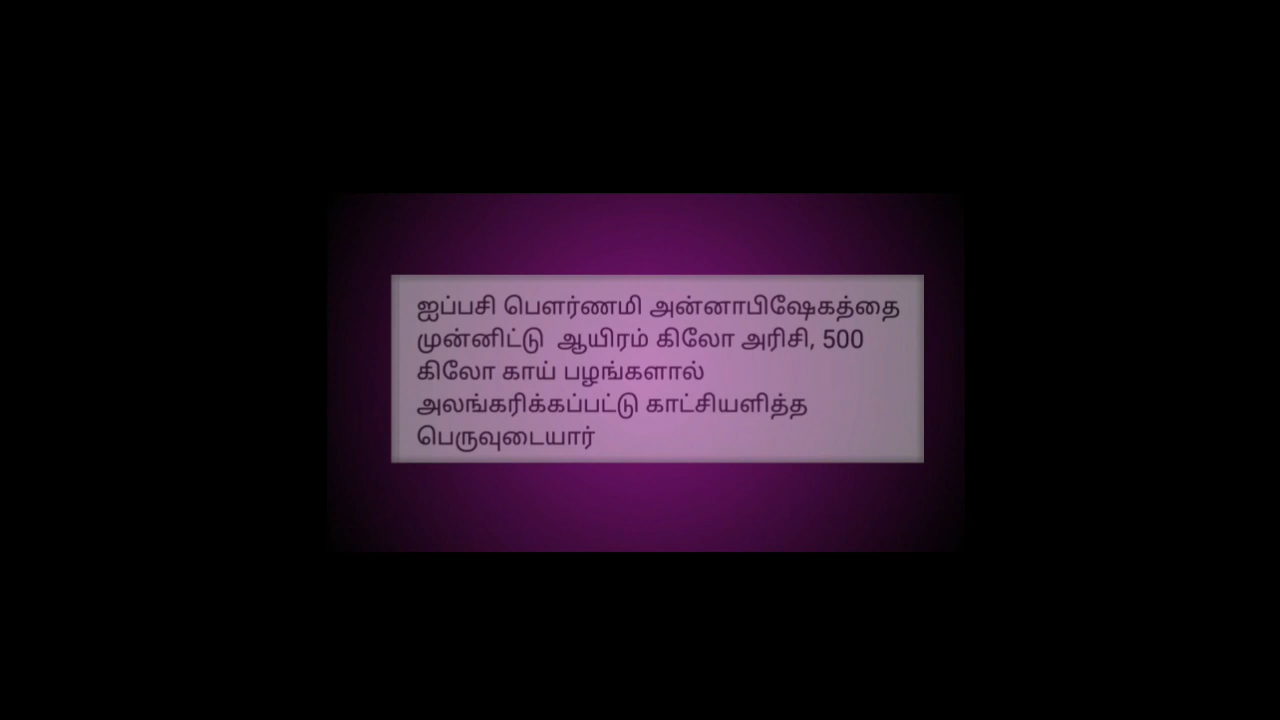 ஐப்பசி பௌர்ணமி அன்னாபிஷேகத்தை
முன்னிட்டு ஆயிரம் கிலோ அரிசி, 500
கிலோ காய் பழங்களால்
அலங்கரிக்கப்பட்டு காட்சியளித்த
பெருவுடையார்